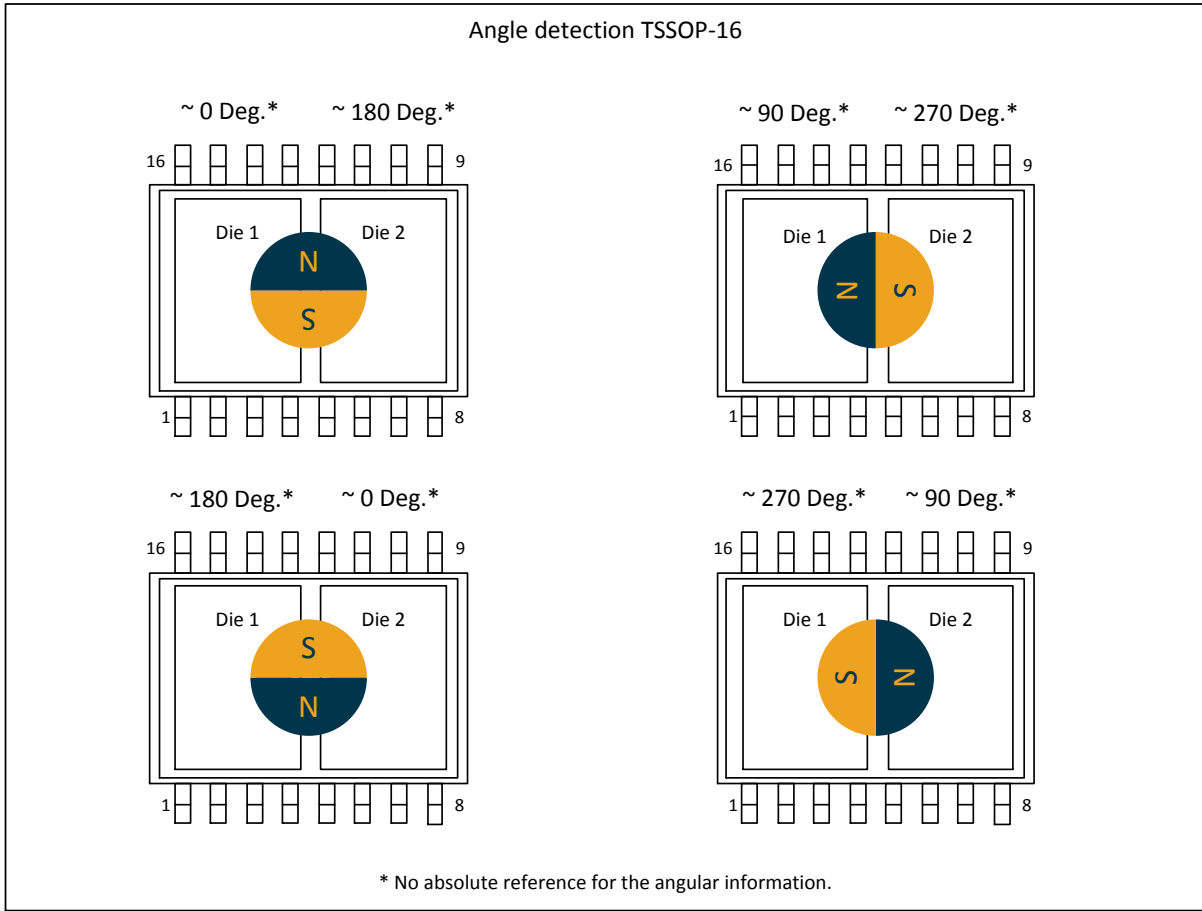 Angle detection TSSOP-16
~ 0 Deg.* ~ 180 Deg.*
16 9
Die 1 Die 2
N
S
1 8
~ 90 Deg.* ~ 270 Deg.*
16 9
Die 1 Die 2
N S
1 8
~ 180 Deg.* ~ 0 Deg.*
16 9
Die 1 Die 2
S
N
1 8
~ 270 Deg.* ~ 90 Deg.*
16 9
Die 1 Die 2
S N
1 8
* No absolute reference for the angular information.